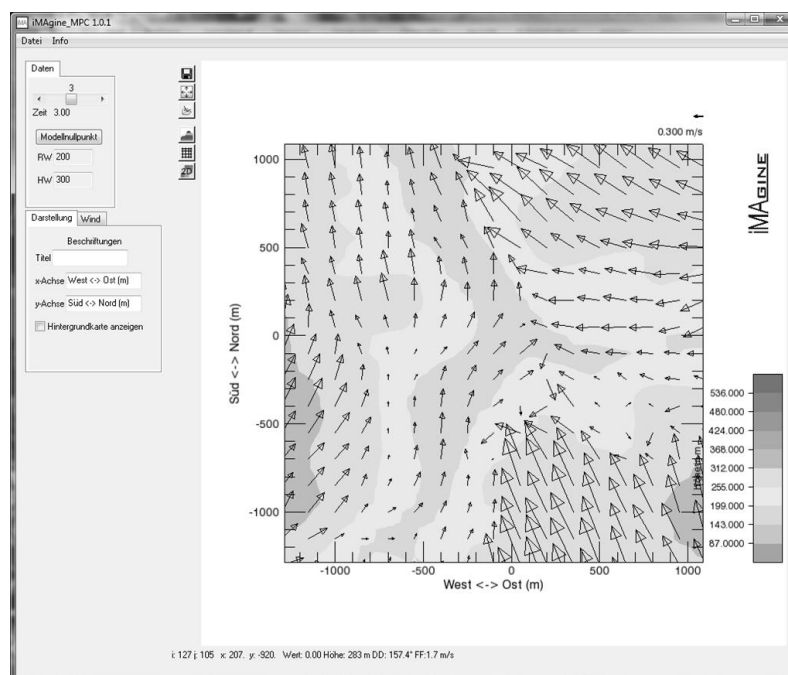 iMAgine_MPC 1.0.1
Datei Info
Daten
3
Zeit 3.00
Modellnullpunkt
RW 200
HW 300
Darstellung Wind
Beschriftungen
Titel
x-Achse West <-> Ost (m)
y-Achse Süd <-> Nord (m)
Hintergrundkarte anzeigen
2D
0.300 m/s
iMAGINE
1000
500
0
-500
-1000
Süd <-> Nord (m)
-1000 -500 0 500 1000
West <-> Ost (m)
536.000
480.000
424.000
368.000
312.000
255.000
199.000
143.000
87.0000
i: 127 j: 105 x: 207. y: -920. Wert: 0.00 Höhe: 283 m DD: 157.4° FF:1.7 m/s